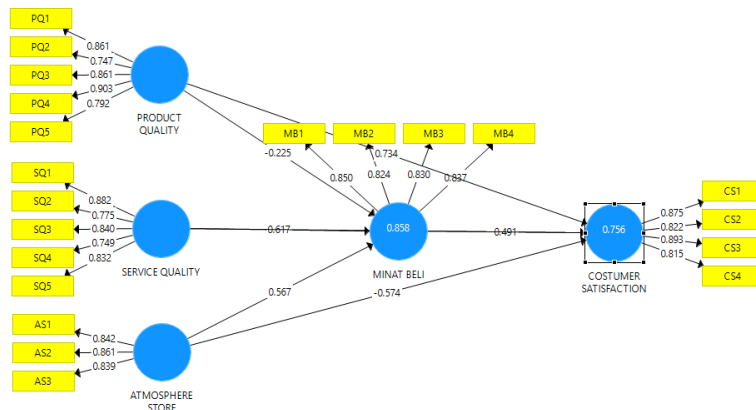 PQ1
0.861
PQ2
0.747
PQ3
0.861
PQ4
0.903
PQ5
0.792
PRODUCT
QUALITY
MB1
MB2
MB3
MB4
-0.225
0.734
0.850
0.824
0.830
0.837
SQ1
0.882
SQ2
0.775
SQ3
0.840
SQ4
0.749
SQ5
0.832
SERVICE QUALITY
0.617
0.858
MINAT BELI
0.491
0.756
COSTUMER
SATISFACTION
0.875
CS1
0.822
CS2
0.893
CS3
0.815
CS4
0.567
-0.574
AS1
0.842
AS2
0.861
AS3
0.839
ATMOSPHERE
STORE